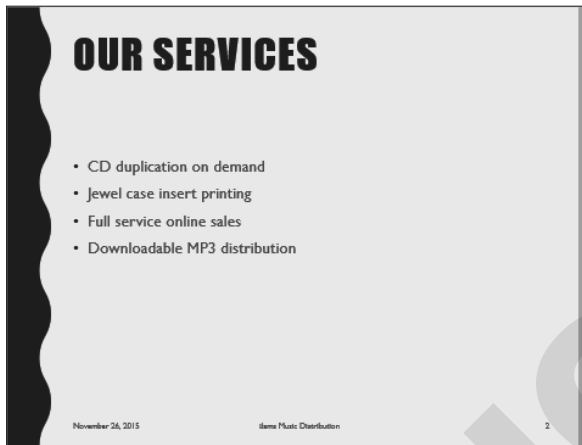 OUR SERVICES
• CD duplication on demand
• Jewel case insert printing
• Full service online sales
• Downloadable MP3 distribution
November 26, 2015 Music Distribution 2